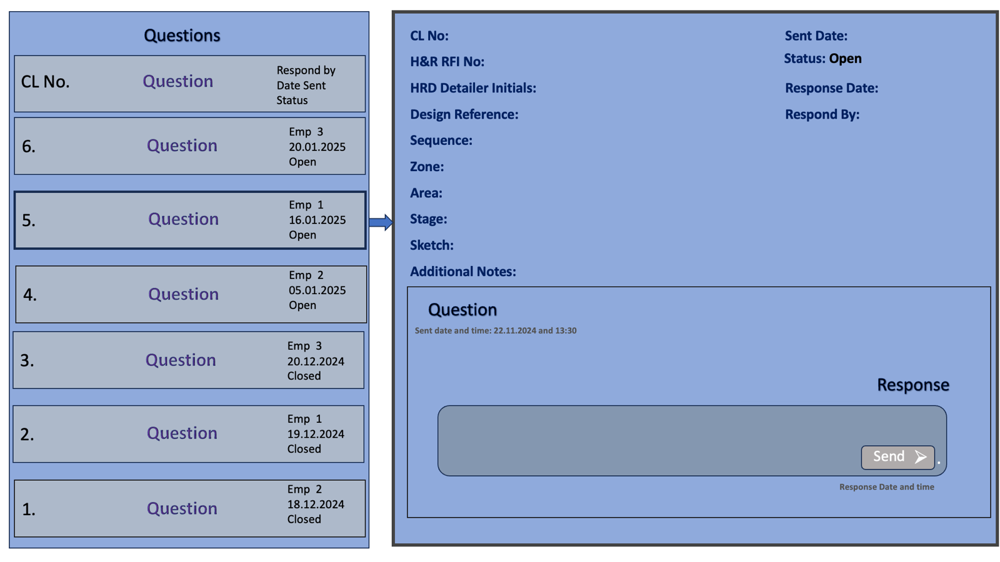 Questions
CL No.
Question
Respond by
Date Sent
Status
6.
Question
Emp 3
20.01.2025
Open
5.
Question
Emp 1
16.01.2025
Open
4.
Question
Emp 2
05.01.2025
Open
3.
Question
Emp 3
20.12.2024
Closed
2.
Question
Emp 1
19.12.2024
Closed
1.
Question
Emp 2
18.12.2024
Closed
CL No:
Sent Date:
H&R RFI No:
Status: Open
HRD Detailer Initials:
Response Date:
Design Reference:
Respond By:
Sequence:
Zone:
Area:
Stage:
Sketch:
Additional Notes:
Question
Sent date and time: 22.11.2024 and 13:30
Response
Send
.
Response Date and time